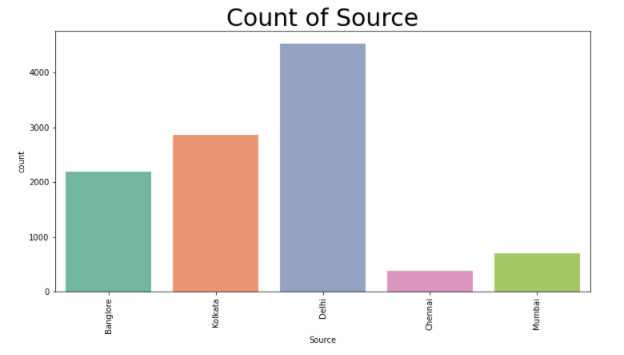 Count of Source
4000
3000
2000
1000
0
count
Banglore
Kolkata
Delhi
Chennai
Mumbai
Source